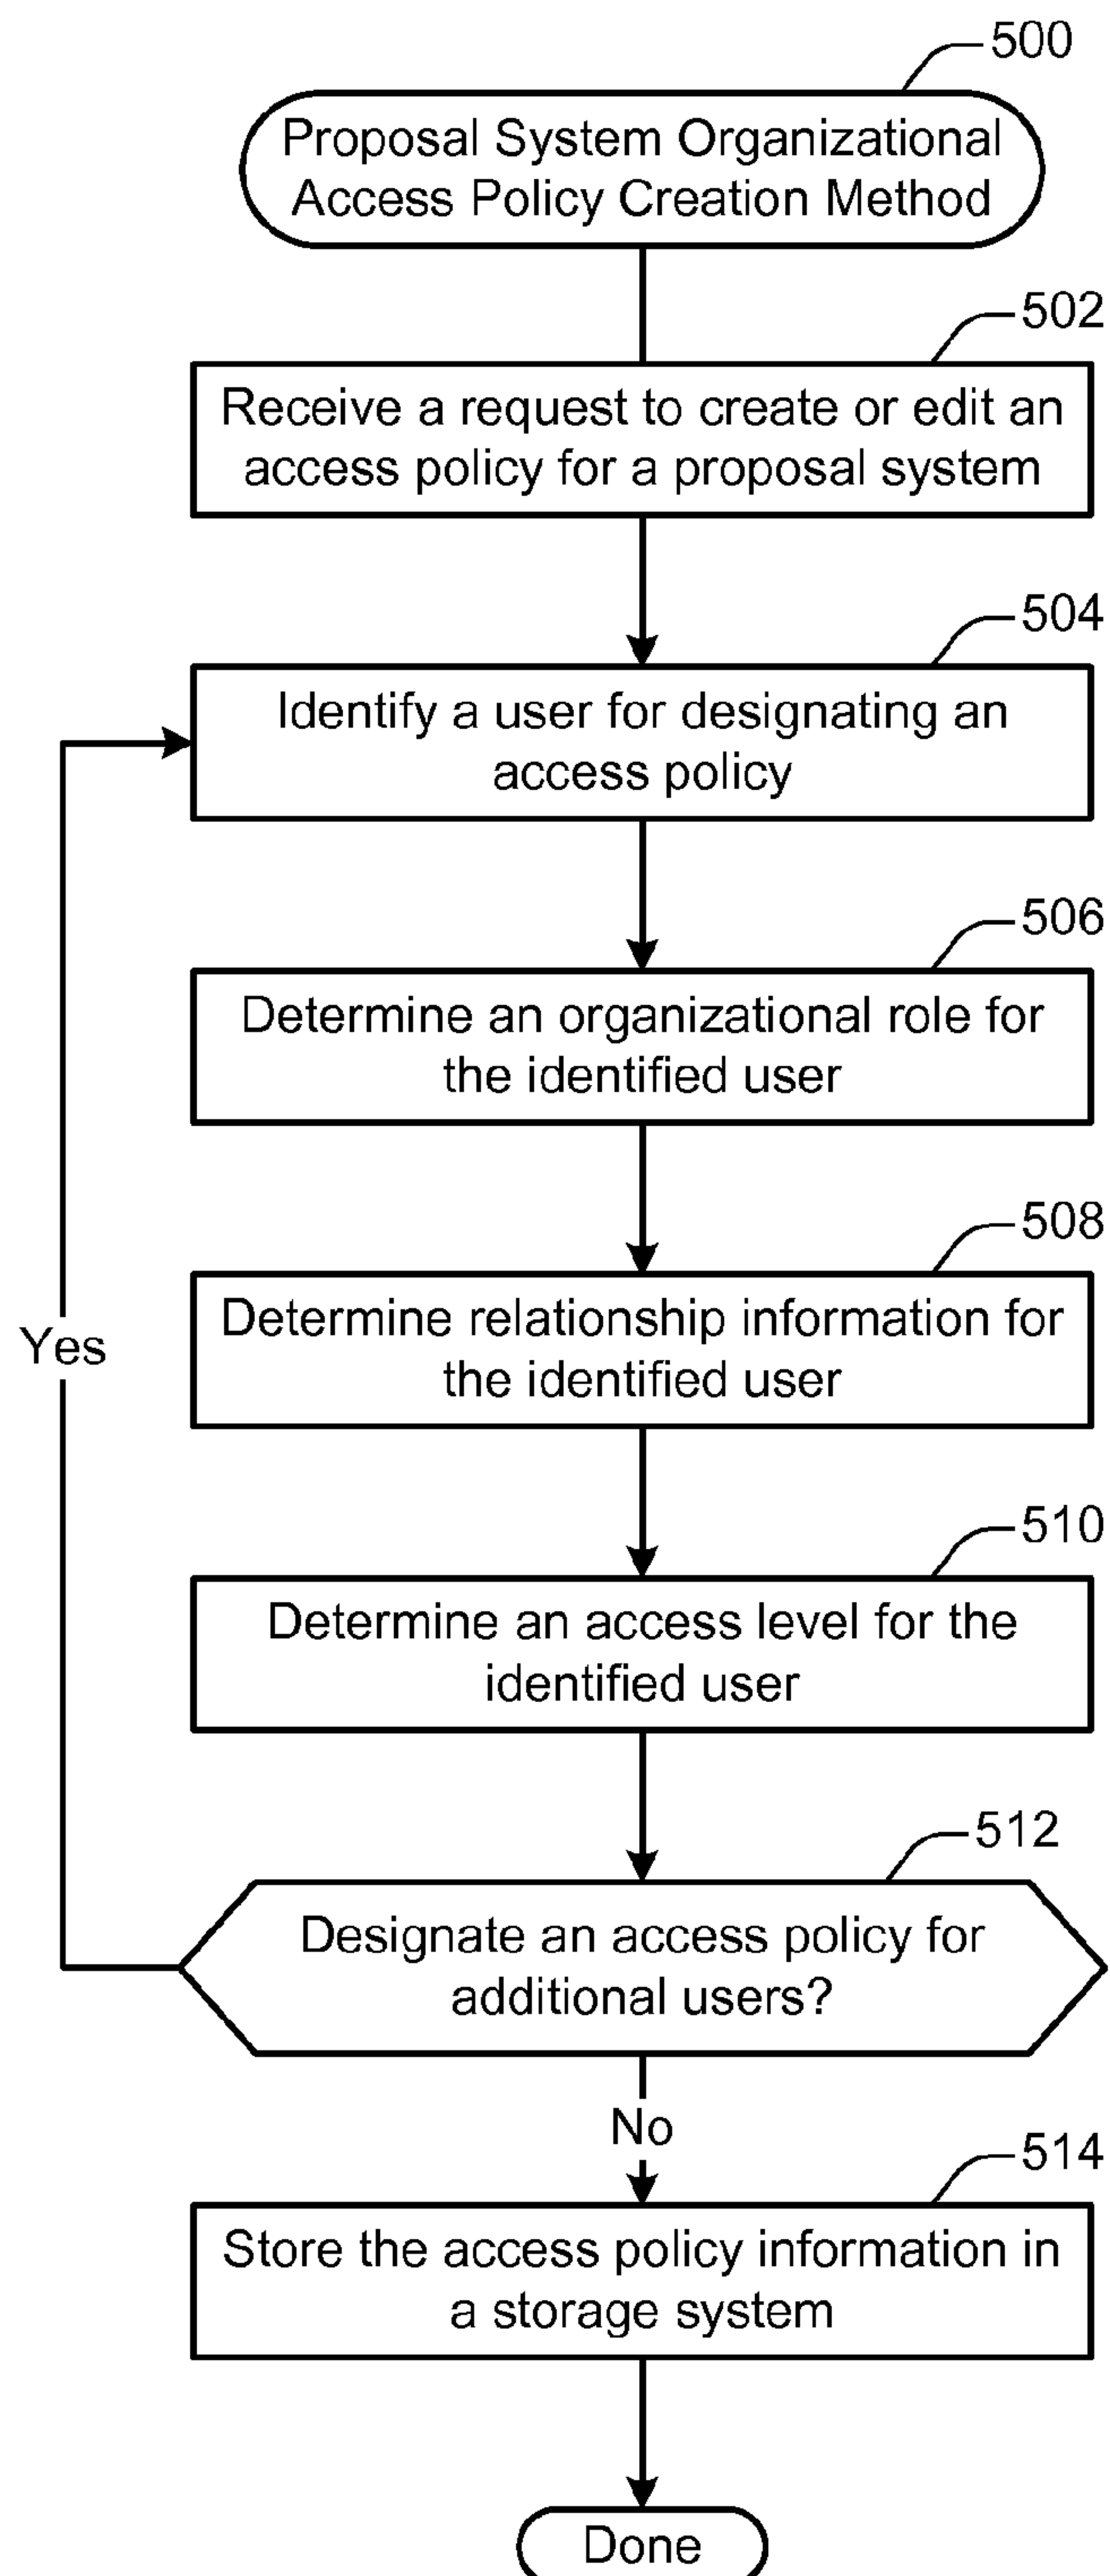 500
Proposal System Organizational
Access Policy Creation Method
502
Receive a request to create or edit an
access policy for a proposal system
504
Identify a user for designating an
access policy
506
Determine an organizational role for
the identified user
508
Determine relationship information for
the identified user
Yes
510
Determine an access level for the
identified user
512
Designate an access policy for
additional users?
No
514
Store the access policy information in
a storage system
Done